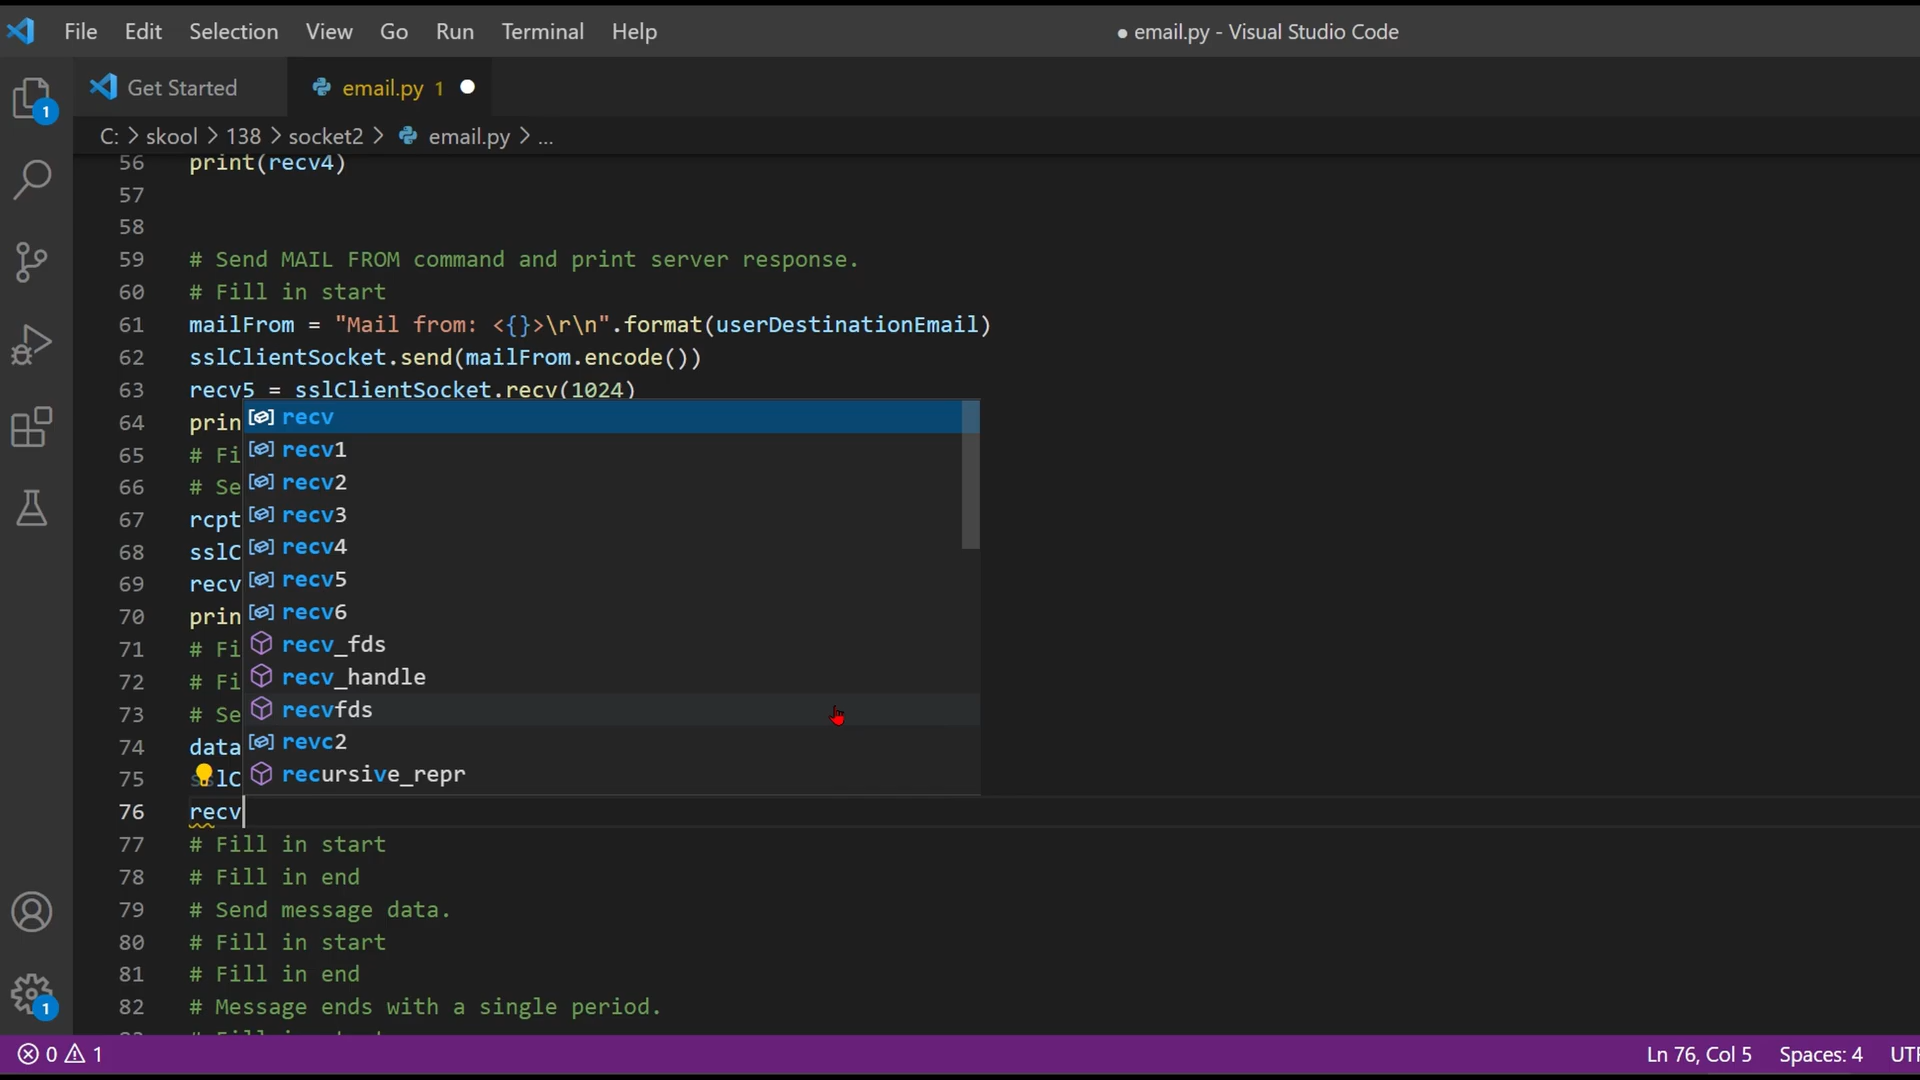 File Edit Selection View Go Run Terminal Help
● email.py - Visual Studio Code
Get Started email.py 1
C: > skool > 138 > socket2 > email.py > ...
56 print(recv4)
57
58
59 # Send MAIL FROM command and print server response.
60 # Fill in start
61 mailFrom = "Mail from: <{}>\r\n".format(userDestinationEmail)
62 sslClientSocket.send(mailFrom.encode())
63 recv5 = sslClientSocket.recv(1024)
64 prin
recv
recv1
65 # Fi
66 # Se
recv2
67 rcpt
recv3
68 sslC
recv4
69 recv
recv5
70 prin
recv6
71 # Fi
recv_fds
72 # Fi
recv_handle
73 # Se
recvfds
74 data
revc2
75 sslC
recursive_repr
76 recv
77 # Fill in start
78 # Fill in end
79 # Send message data.
80 # Fill in start
81 # Fill in end
82 # Message ends with a single period.
1
1
0 1
Ln 76, Col 5 Spaces: 4 UTF